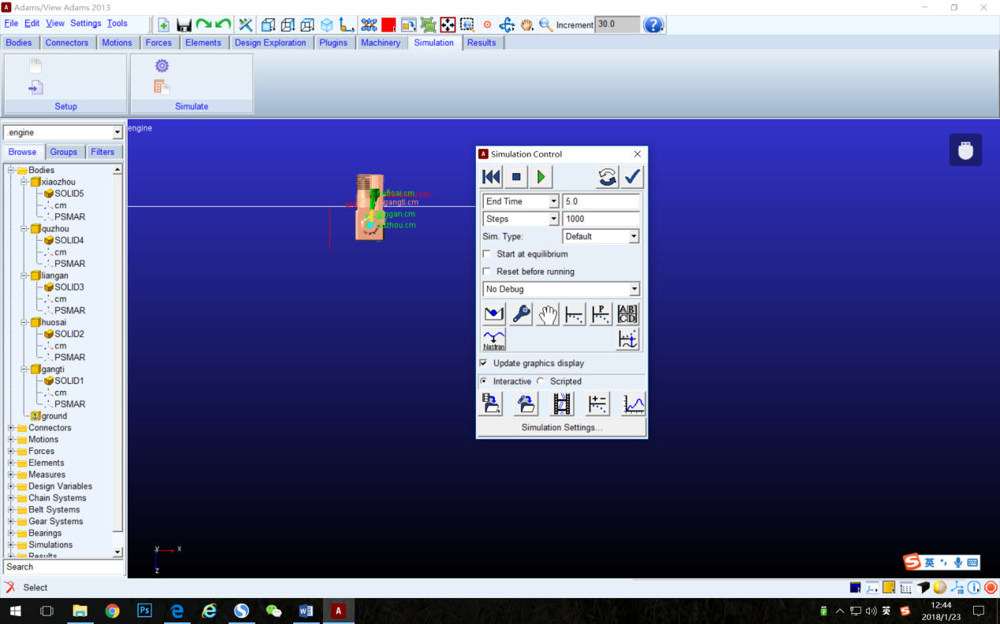 Adams/View Adams 2013
File Edit View Settings Tools
Increment 30.0
Bodies Connectors Motions Forces Elements Design Exploration Plugins Machinery Simulation Results
Setup Simulate
.engine
engine
Browse Groups Filters
Bodies
xiaozhou
SOLID5
cm
PSMAR
quzhou
SOLID4
cm
PSMAR
liangan
SOLID3
cm
PSMAR
huosai
SOLID2
cm
PSMAR
gangti
SOLID1
cm
PSMAR
ground
Connectors
Motions
Forces
Elements
Measures
Design Variables
Chain Systems
Belt Systems
Gear Systems
Bearings
Simulations
Results
Search
Select
huosai.cm
gangti.cm
y x
z
Simulation Control
End Time 5.0
Steps 1000
Sim. Type: Default
Start at equilibrium
Reset before running
No Debug
P
A B
C D
Nastran
Update graphics display
Interactive Scripted
Simulation Settings...
S 英
Ps
W
A
英 S
12:44
2018/1/23